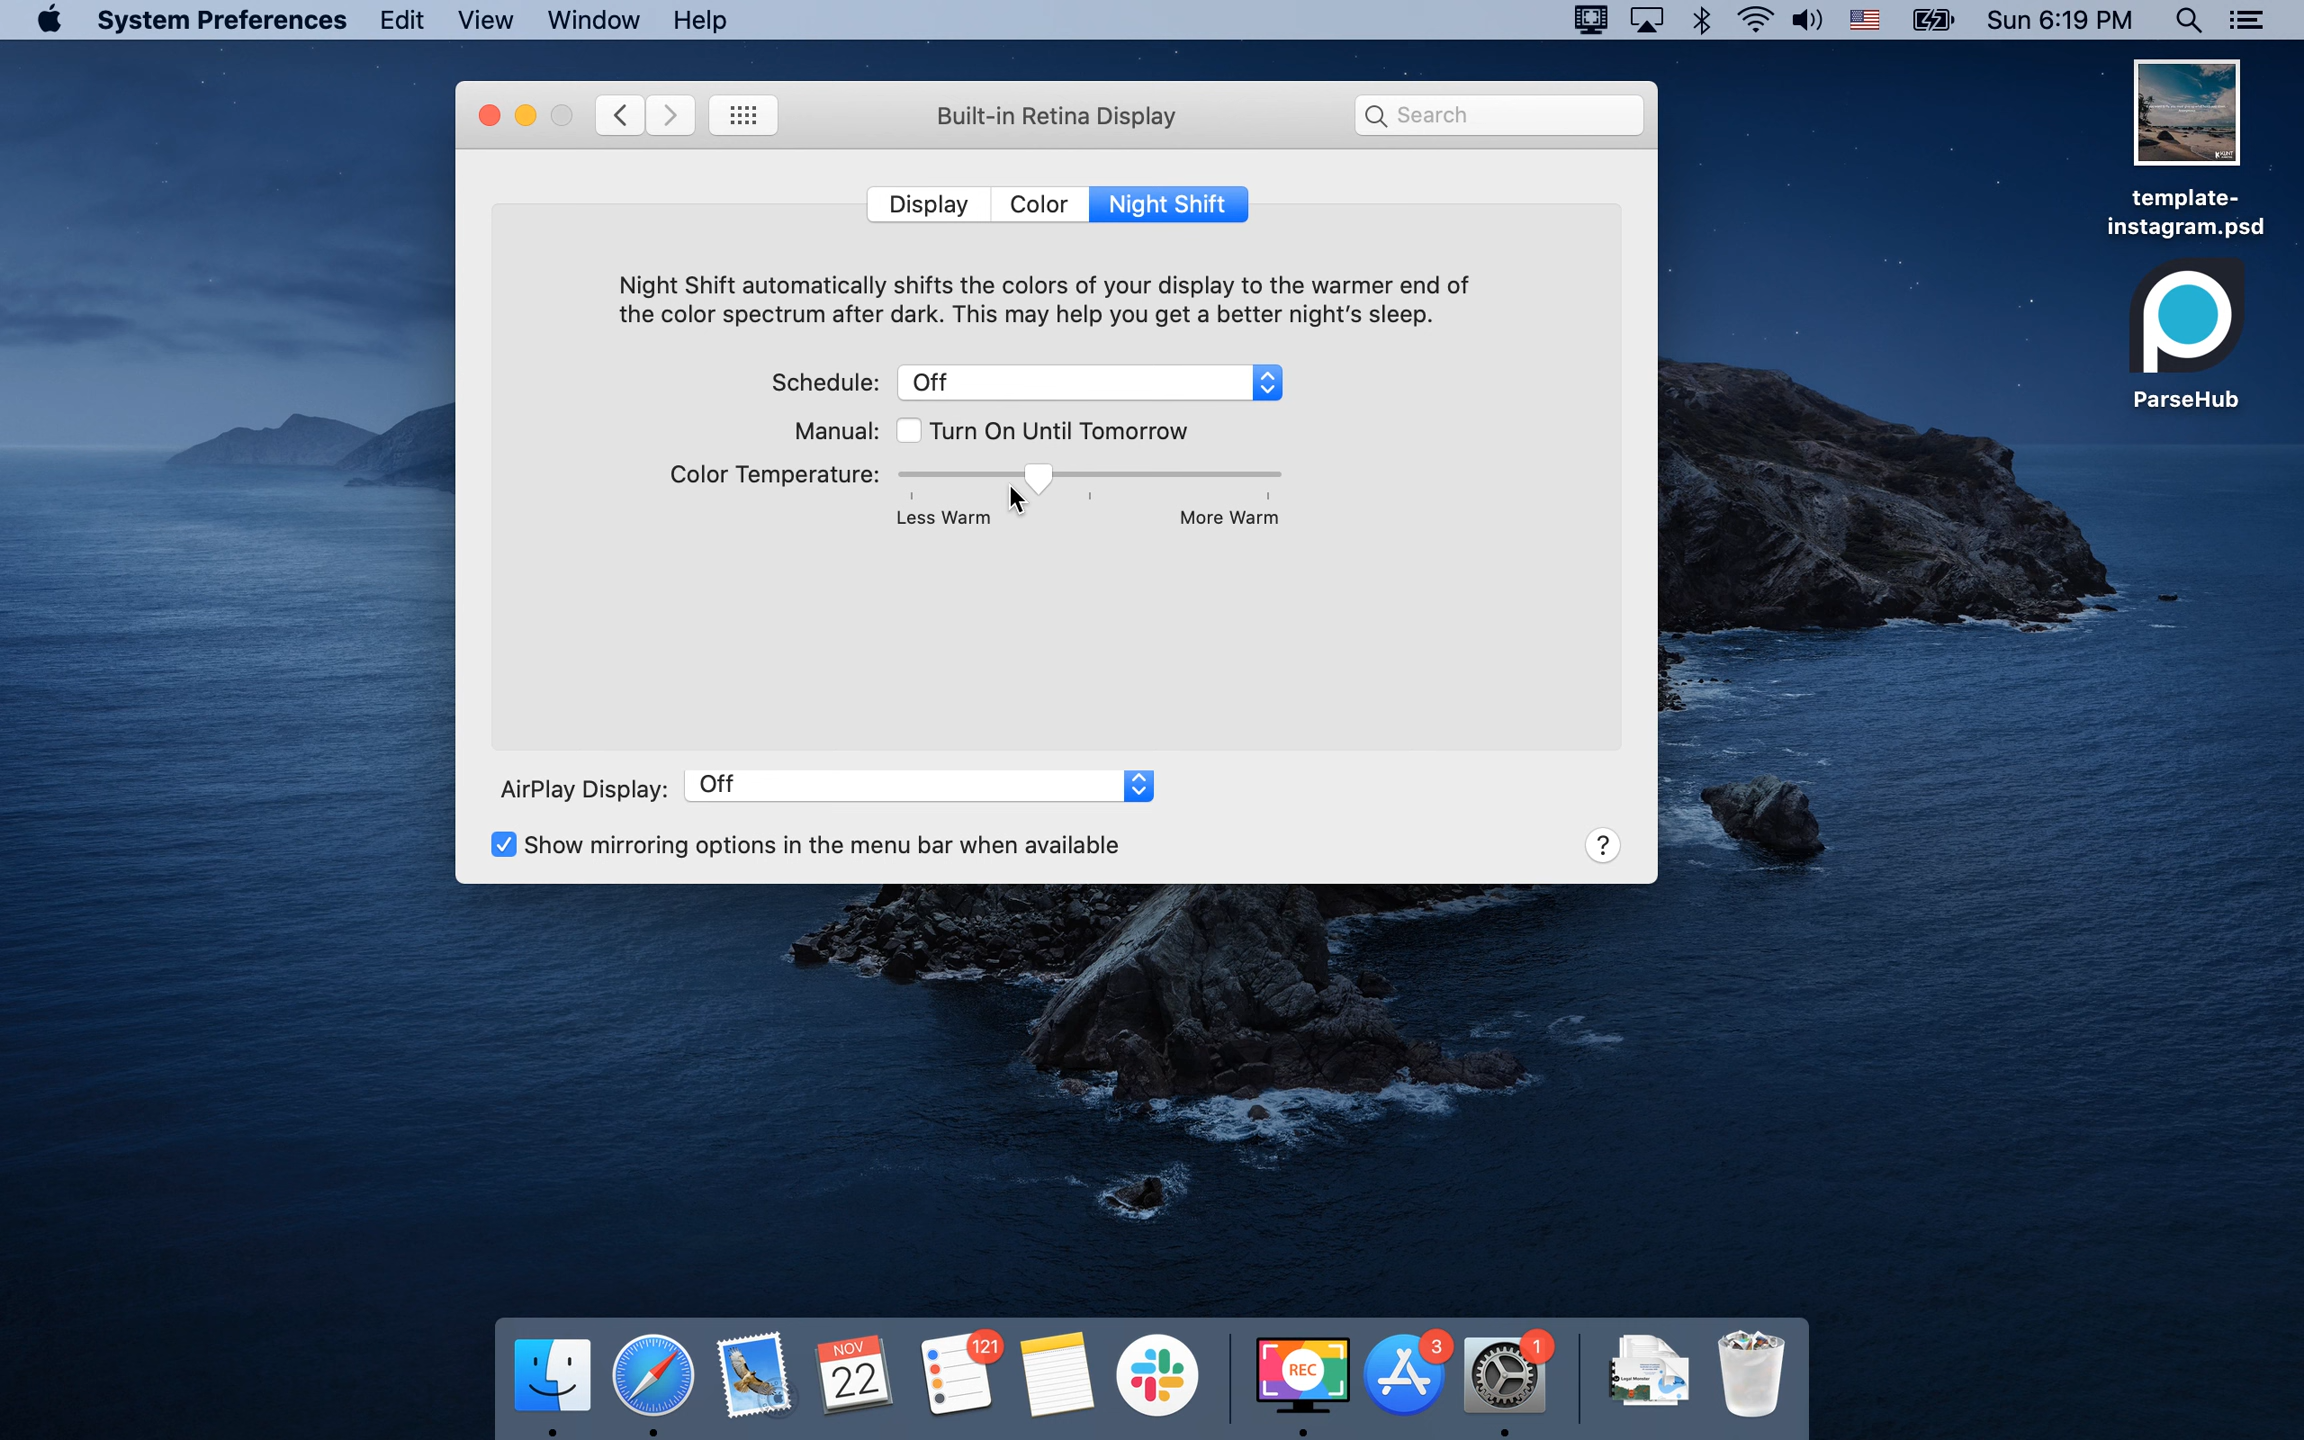 System Preferences Edit View Window Help
Sun 6:19 PM
Built-in Retina Display
Search
Display Color Night Shift
Night Shift automatically shifts the colors of your display to the warmer end of
the color spectrum after dark. This may help you get a better night's sleep.
Schedule: Off
Manual: Turn On Until Tomorrow
Color Temperature:
Less Warm More Warm
AirPlay Display: Off
Show mirroring options in the menu bar when available
?
template-
instagram.psd
ParseHub
NOV
22
121
REC
3
1
Legal Monster